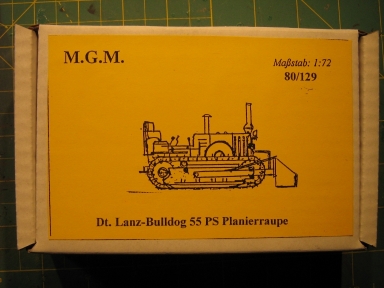 M.G.M.
Maßstab: 1:72
80/129
Dt. Lanz-Bulldog 55 PS Planierraupe